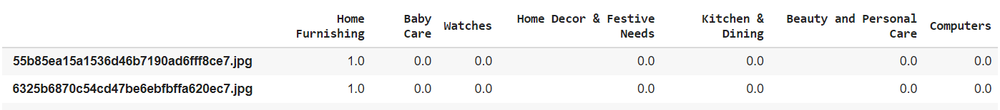 Home Furnishing Baby Care Watches Home Decor & Festive Needs Kitchen & Dining Beauty and Personal Care Computers
55b85ea15a1536d46b7190ad6fff8ce7.jpg 1.0 0.0 0.0 0.0 0.0 0.0 0.0
6325b6870c54cd47be6ebfbffa620ec7.jpg 1.0 0.0 0.0 0.0 0.0 0.0 0.0